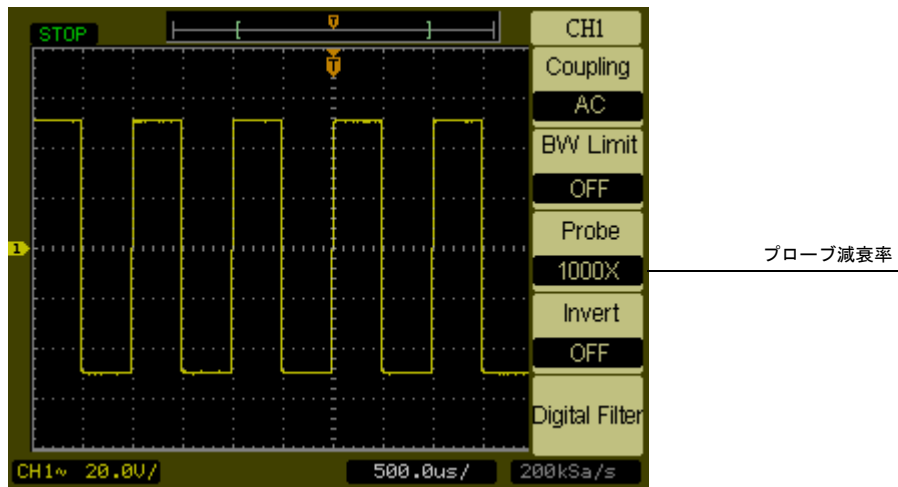 STOP
T
CH1
T
Coupling
AC
BW Limit
OFF
Probe
1000X
プローブ減衰率
1
Invert
OFF
Digital Filter
CH1~ 20.0V/
500.0us/
200kSa/s